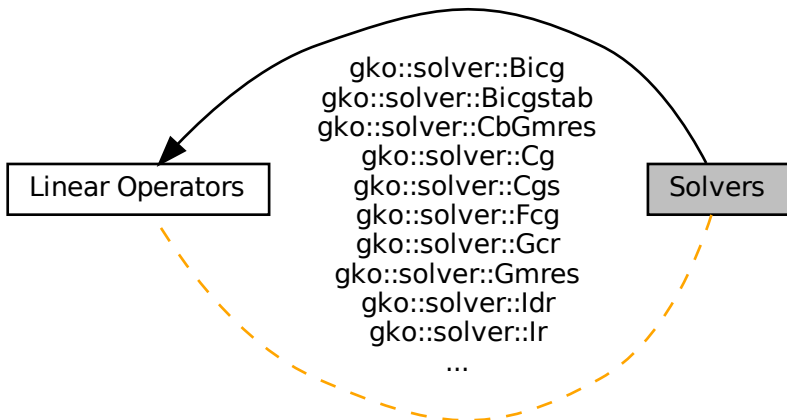 gko::solver::Bicg
gko::solver::Bicgstab
gko::solver::CbGmres
gko::solver::Cg
Linear Operators
gko::solver::Cgs
Solvers
gko::solver::Fcg
gko::solver::Gcr
gko::solver::Gmres
gko::solver::Idr
gko::solver::Ir
...